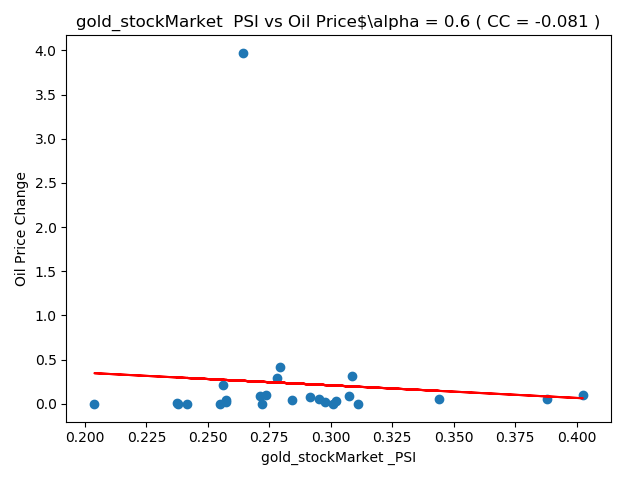 gold_stockMarket  PSI vs Oil Price$\alpha = 0.6 ( CC = -0.081 )
4.0
3.5
3.0
2.5
2.0
1.5
1.0
0.5
0.0
Oil Price Change
0.200 0.225 0.250 0.275 0.300 0.325 0.350 0.375 0.400
gold_stockMarket _PSI